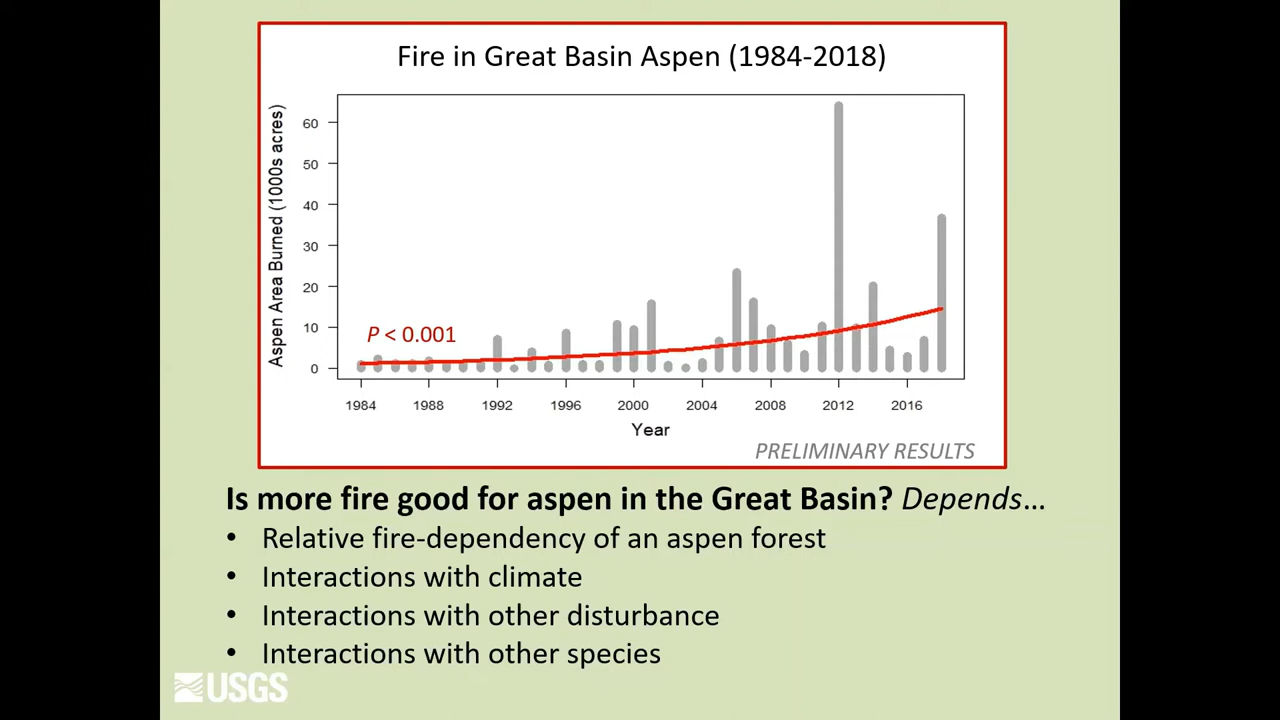 Fire in Great Basin Aspen (1984-2018)
Aspen Area Burned (1000s acres)
60
50
40
30
20
10
0
P < 0.001
1984 1988 1992 1996 2000 2004 2008 2012 2016
Year
PRELIMINARY RESULTS
Is more fire good for aspen in the Great Basin? Depends…
• Relative fire-dependency of an aspen forest
• Interactions with climate
• Interactions with other disturbance
• Interactions with other species
USGS